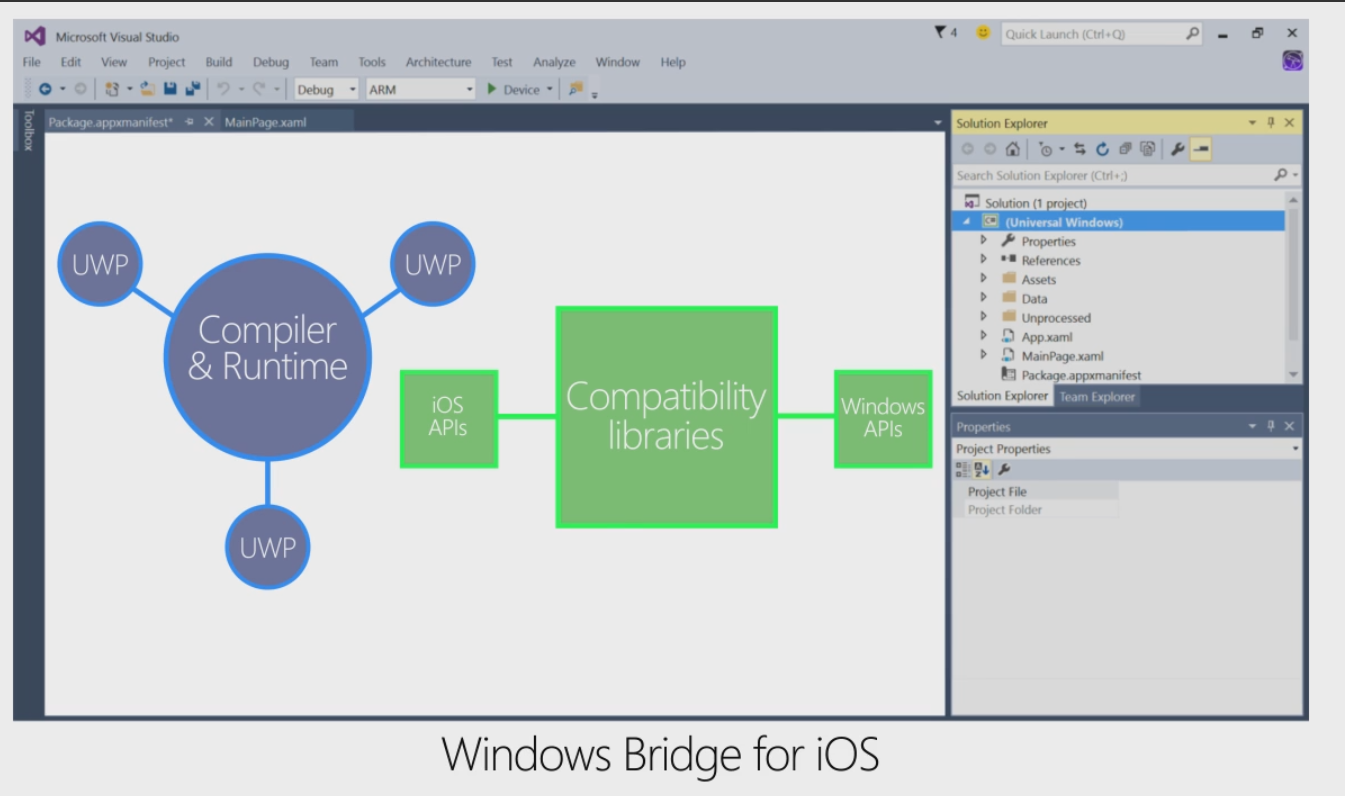 Microsoft Visual Studio
4
Quick Launch (Ctrl+Q)
File Edit View Project Build Debug Team Tools Architecture Test Analyze Window Help
Debug ARM Device
Toolbox
Package.appxmanifest* MainPage.xaml
UWP
UWP
Compiler
& Runtime
UWP
iOS
APIs
Compatibility
libraries
Windows
APIs
Solution Explorer
Search Solution Explorer (Ctrl+;)
Solution (1 project)
C# (Universal Windows)
Properties
References
Assets
Data
Unprocessed
App.xaml
MainPage.xaml
Package.appxmanifest
Solution Explorer Team Explorer
Properties
Project Properties
Project File
Project Folder
Windows Bridge for iOS